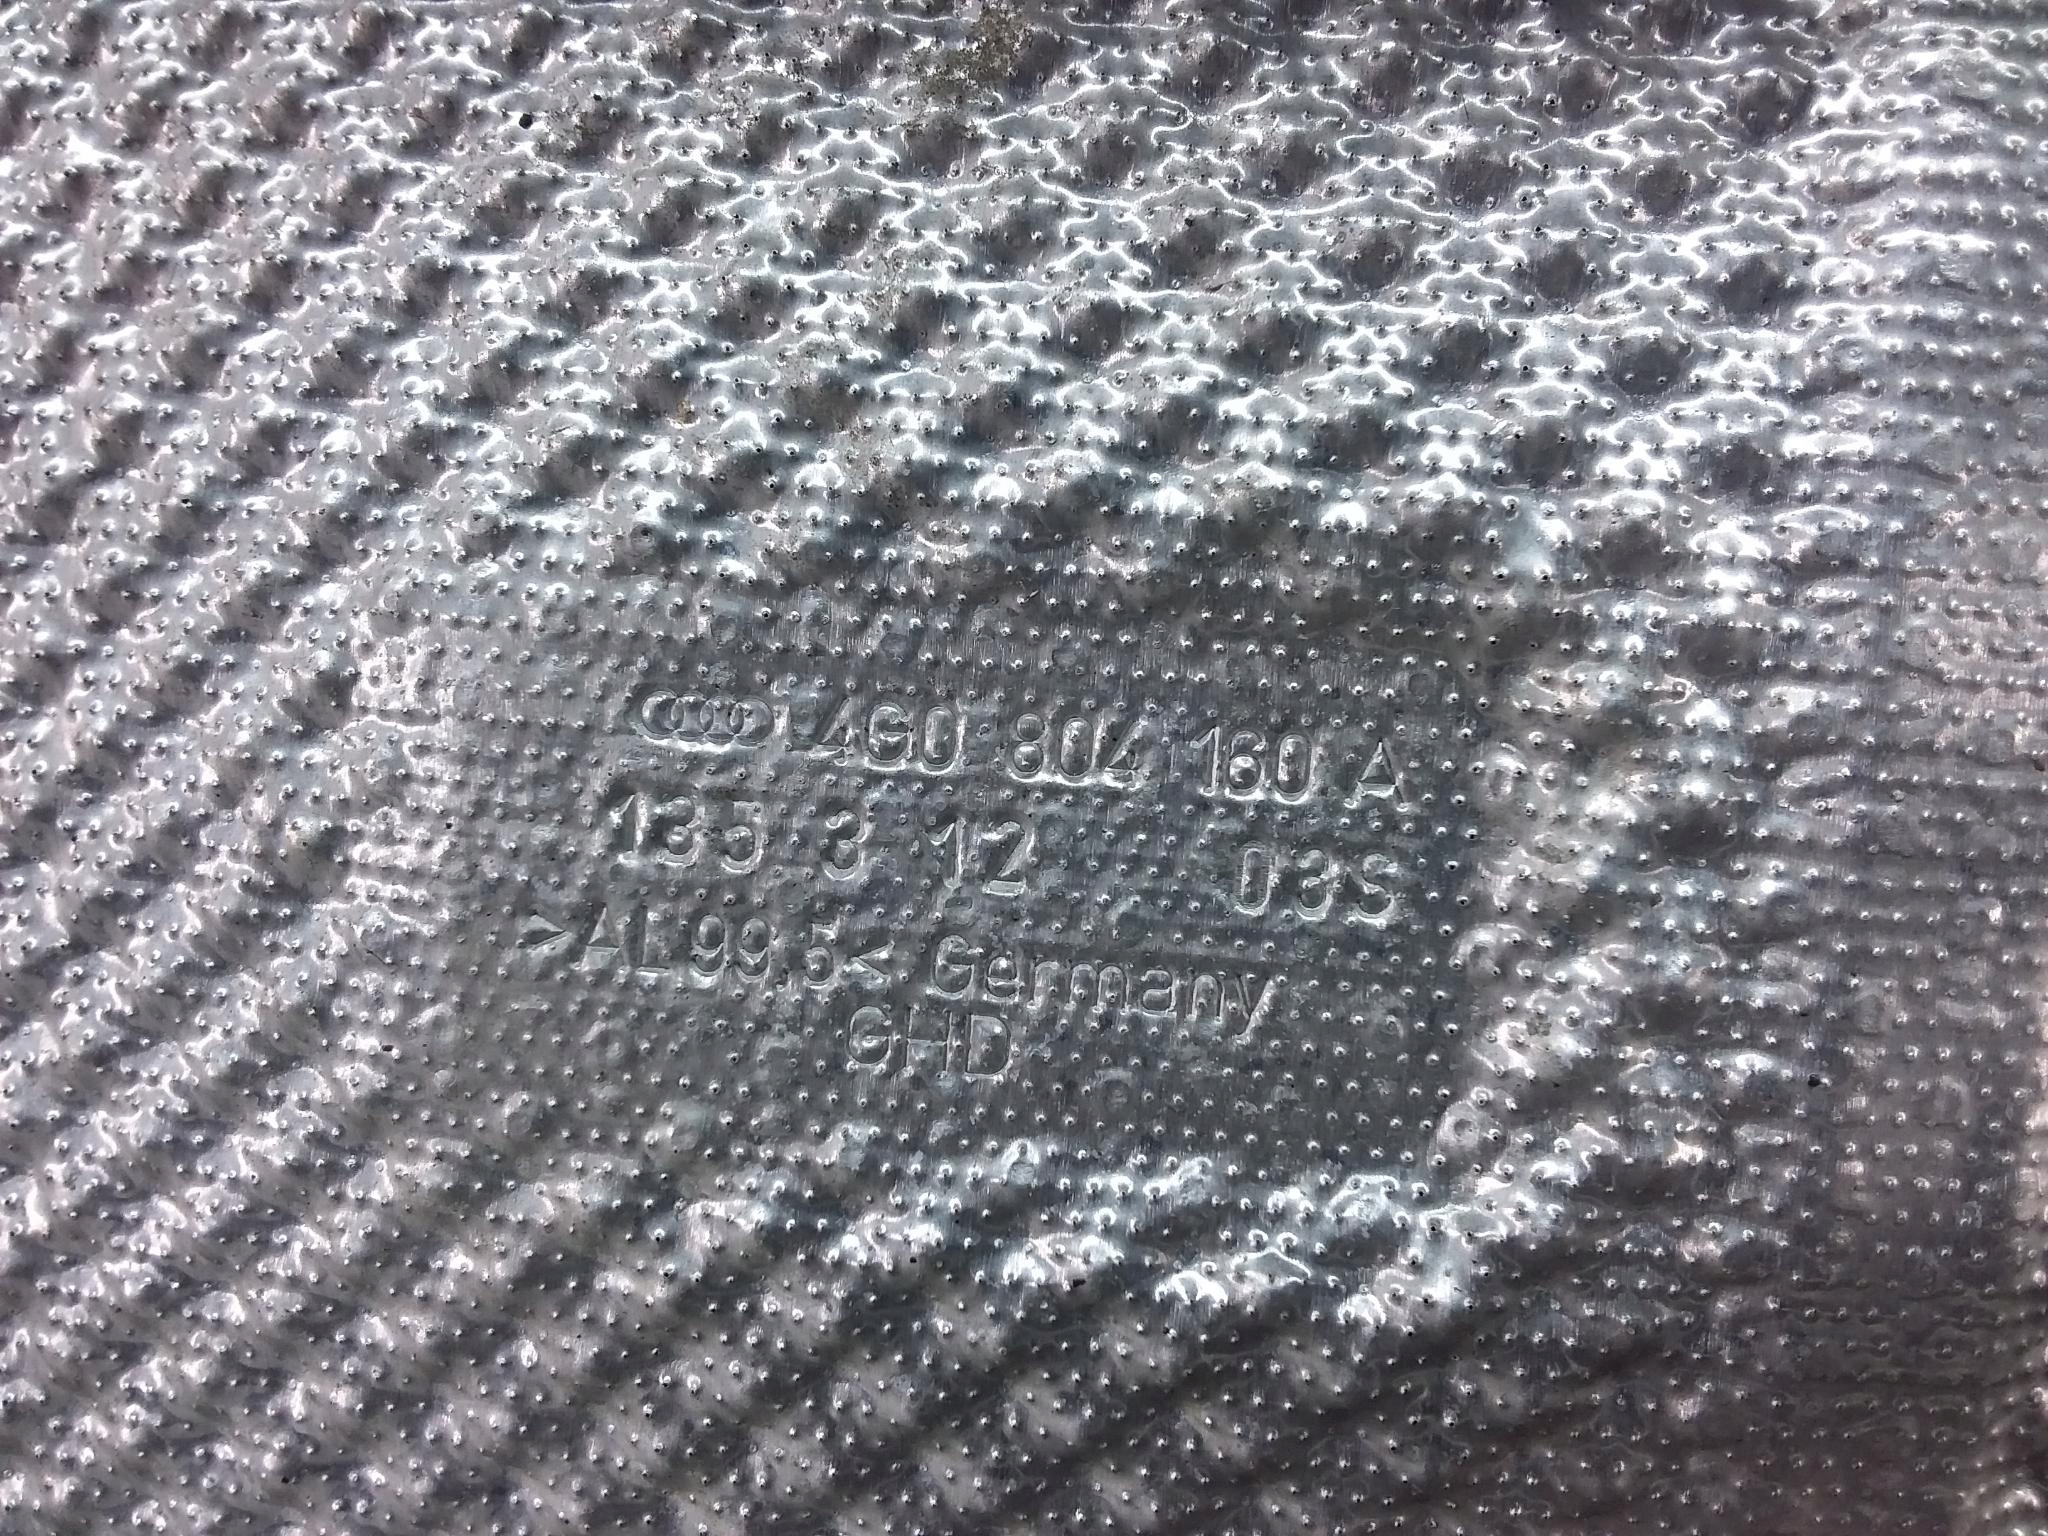 4G0 804 160 A
135 3 12 03S
>AL99,5< Germany
GHD